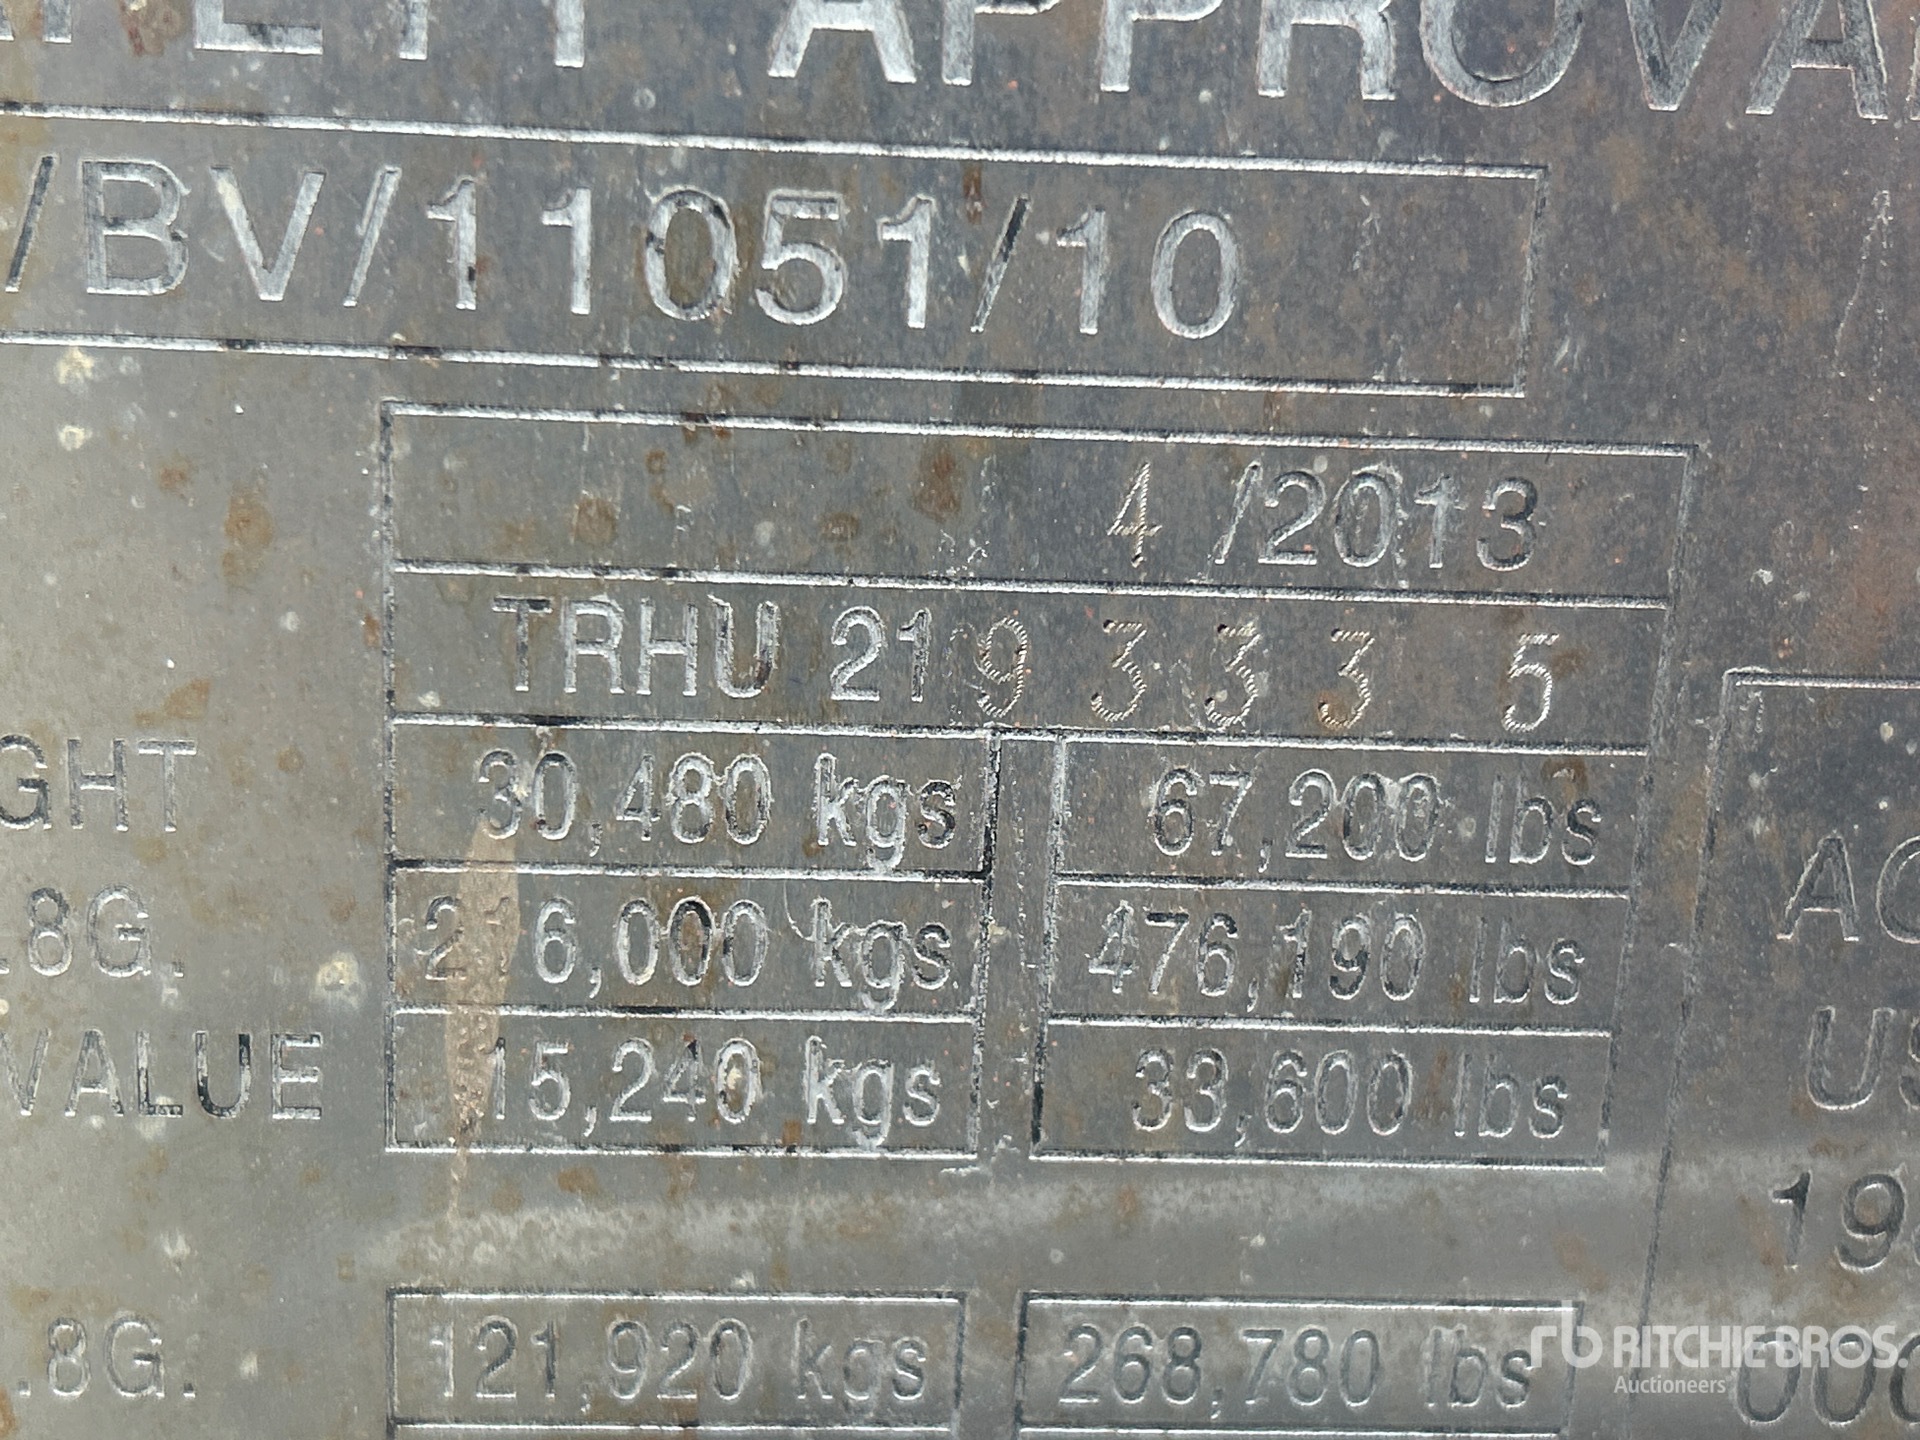 APPROVA
/BV/11051/10
4 /2013
TRHU 219 3 3 3 5
GHT 30,480 kgs 67,200 lbs
.8G. 216,000 kgs 476,190 lbs
VALUE 15,240 kgs 33,600 lbs
.8G. 121,920 kgs 268,780 lbs
AC
US
19
rb RITCHIE BROS.
Auctioneers